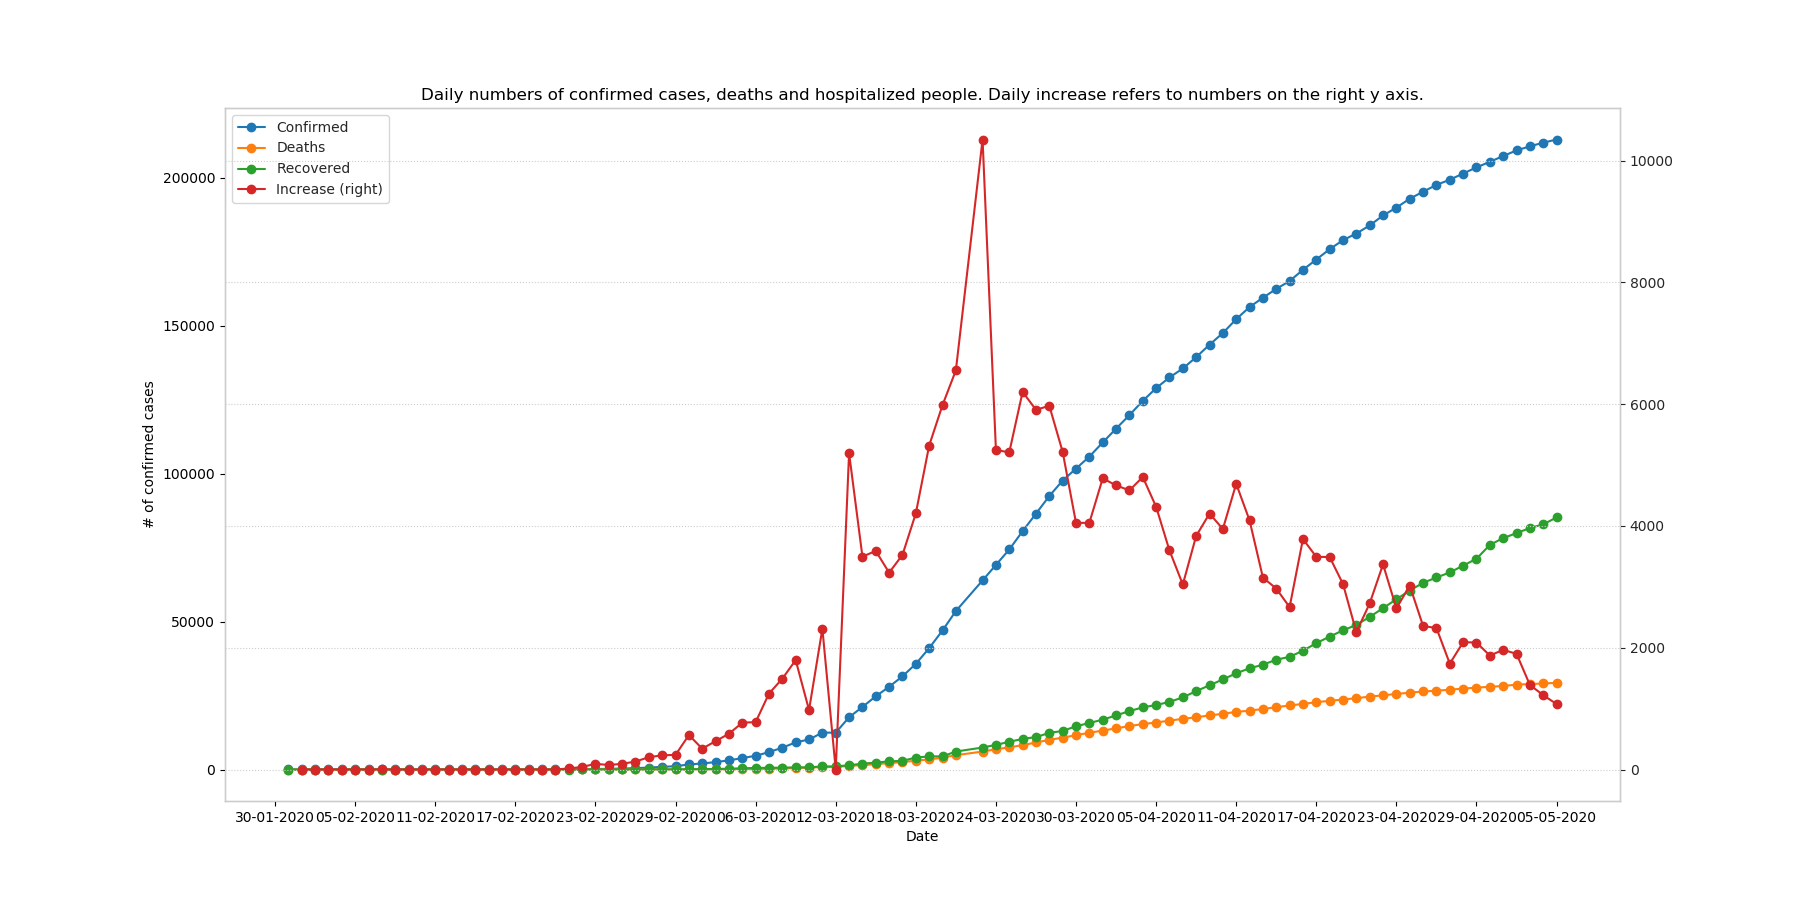 Daily numbers of confirmed cases, deaths and hospitalized people. Daily increase refers to numbers on the right y axis.
Confirmed
Deaths
Recovered
Increase (right)
# of confirmed cases
200000
150000
100000
50000
0
10000
8000
6000
4000
2000
0
30-01-2020 05-02-2020 11-02-2020 17-02-2020 23-02-2020 29-02-2020 06-03-2020 12-03-2020 18-03-2020 24-03-2020 30-03-2020 05-04-2020 11-04-2020 17-04-2020 23-04-2020 29-04-2020 05-05-2020
Date